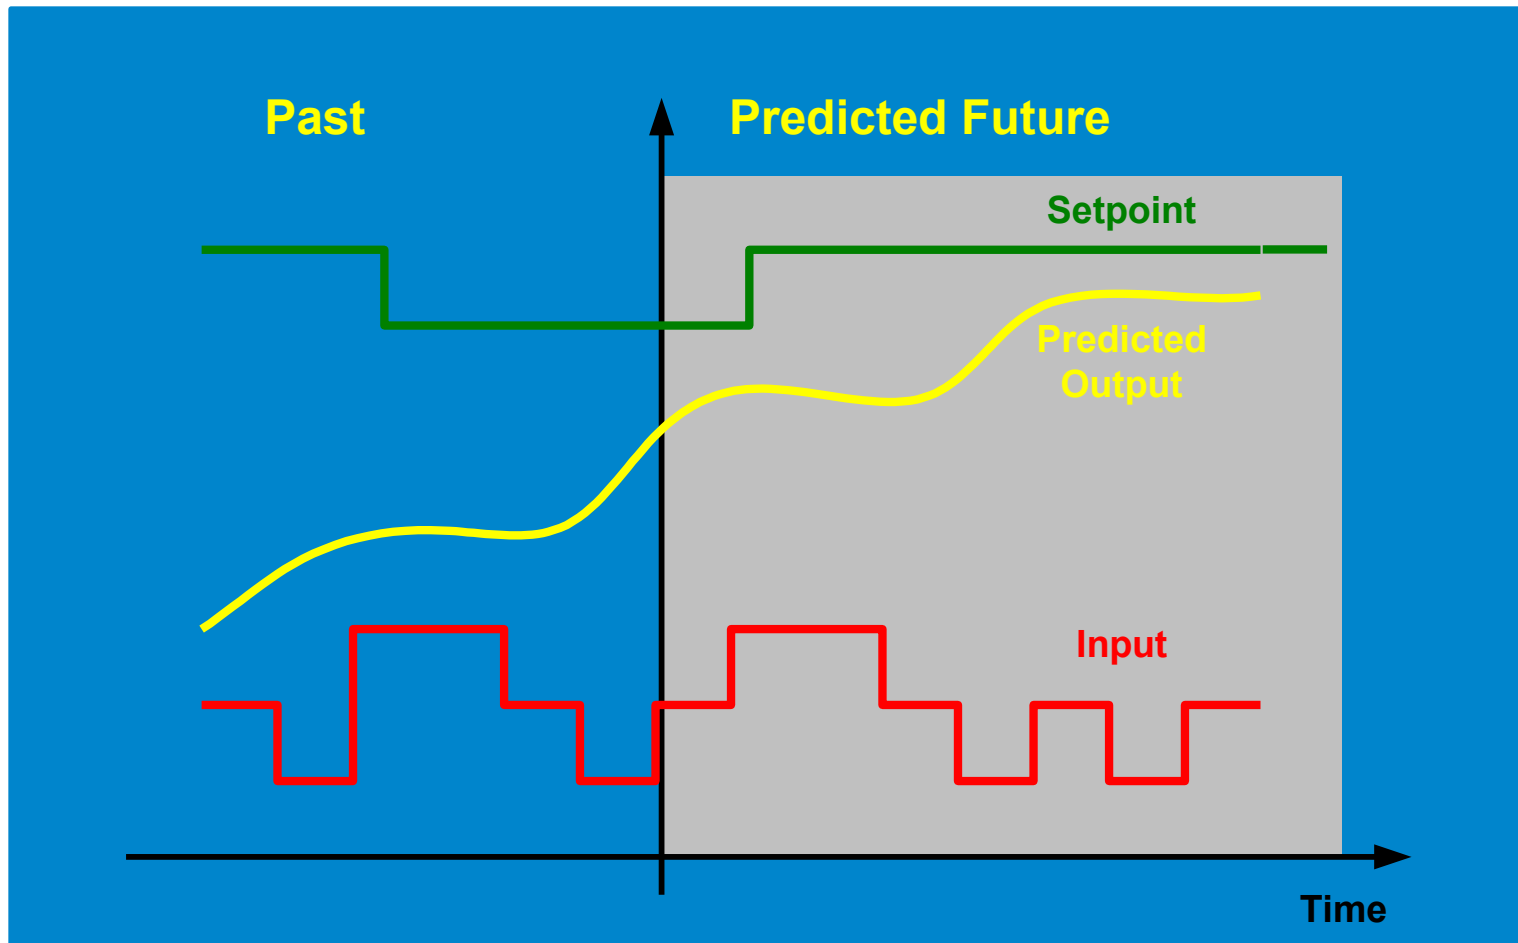 Past
Predicted Future
Setpoint
Predicted
Output
Input
Time